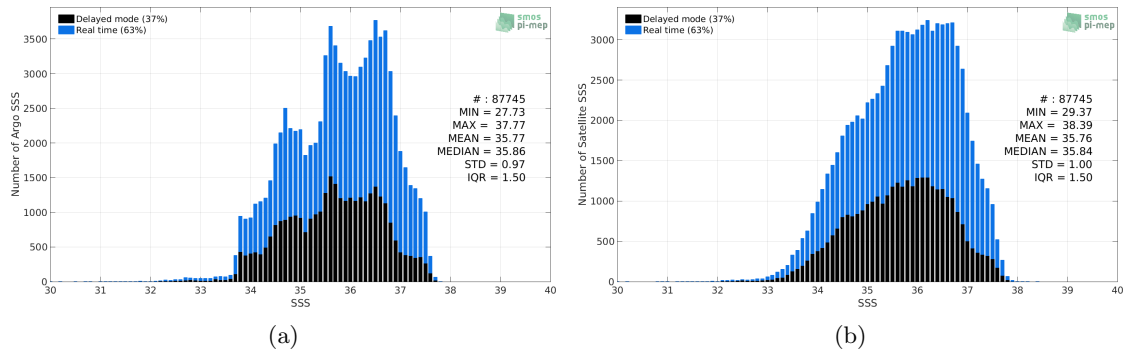 Delayed mode (37%)
Real time (63%)
smos
pi-mep
3500
3000
2500
2000
1500
1000
500
0
Number of Argo SSS
# : 87745
MIN = 27.73
MAX = 37.77
MEAN = 35.77
MEDIAN = 35.86
STD = 0.97
IQR = 1.50
30 31 32 33 34 35 36 37 38 39 40
SSS
(a)
Delayed mode (37%)
Real time (63%)
smos
pi-mep
3000
2500
2000
1500
1000
500
0
Number of Satellite SSS
# : 87745
MIN = 29.37
MAX = 38.39
MEAN = 35.76
MEDIAN = 35.84
STD = 1.00
IQR = 1.50
30 31 32 33 34 35 36 37 38 39 40
SSS
(b)